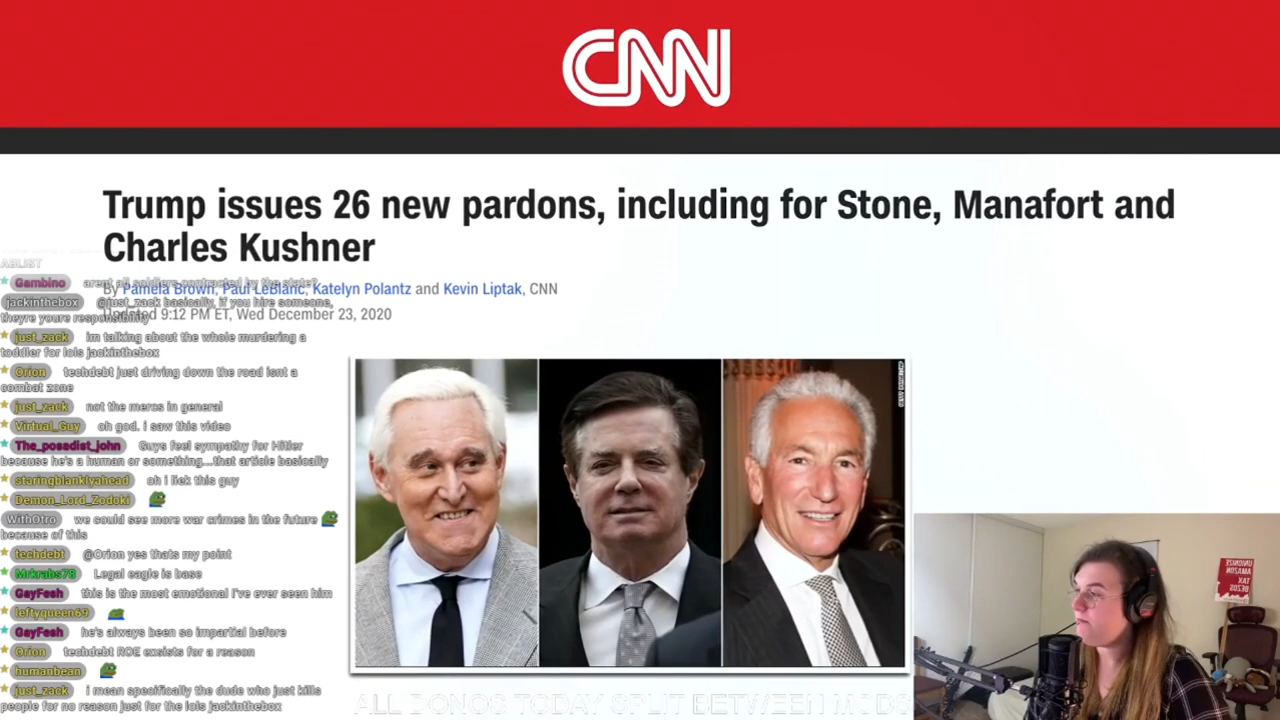 CNN
Trump issues 26 new pardons, including for Stone, Manafort and
Charles Kushner
By Pamela Brown, Paul LeBlanc, Katelyn Polantz and Kevin Liptak, CNN
Updated 9:12 PM ET, Wed December 23, 2020
ABLIST
Gambino arent all soldiers contracted by the state?
jackinthebox @just_zack basically, if you hire someone,
theyre youre responsibility
just_zack im talking about the whole murdering a
toddler for lols jackinthebox
Orion techdebt just driving down the road isnt a
combat zone
just_zack not the mercs in general
Virtual_Guy oh god. i saw this video
The_posadist_john Guys feel sympathy for Hitler
because he's a human or something...that article basically
staringblanklyahead oh i liek this guy
Demon_Lord_Zodoki
WithOtro we could see more war crimes in the future
because of this
techdebt @Orion yes thats my point
Mrkrabs78 Legal eagle is base
GayFesh this is the most emotional I've ever seen him
leftyqueen69
GayFesh he's always been so impartial before
Orion techdebt ROE exsists for a reason
humanbean
just_zack i mean specifically the dude who just kills
people for no reason just for the lols jackinthebox
ALL DONOS TODAY SPLIT BETWEEN MODS
UNIONIZE
AMAZON
TAX
BEZOS